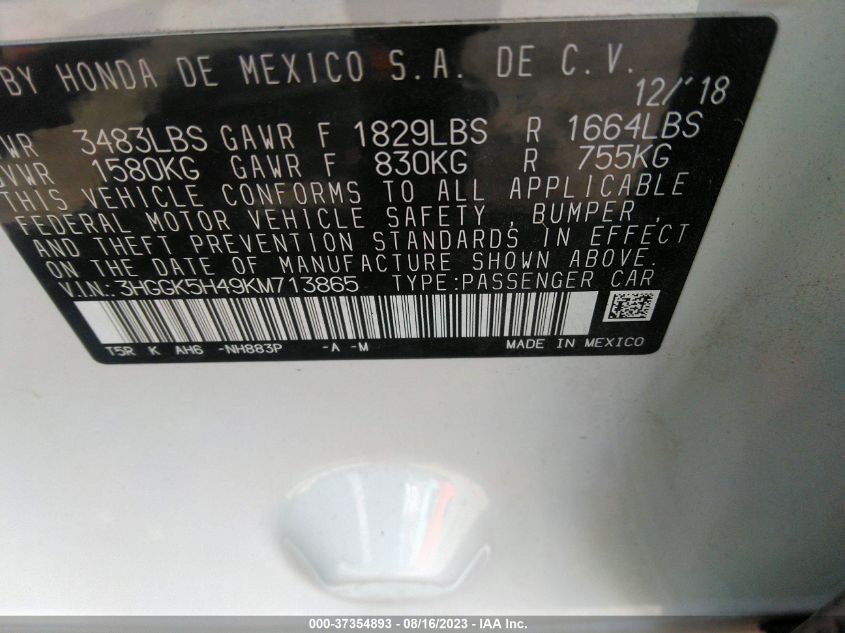 BY HONDA DE MEXICO S.A. DE C.V.
12/'18
VWR 3483LBS GAWR F 1829LBS R 1664LBS
GVWR 1580KG GAWR F 830KG R 755KG
THIS VEHICLE CONFORMS TO ALL APPLICABLE
FEDERAL MOTOR VEHICLE SAFETY , BUMPER ,
AND THEFT PREVENTION STANDARDS IN EFFECT
ON THE DATE OF MANUFACTURE SHOWN ABOVE.
V.I.N.:3HGGK5H49KM713865 TYPE:PASSENGER CAR
T5R K AH6 -NH883P -A -M MADE IN MEXICO
000-37354893 - 08/16/2023 - IAA Inc.